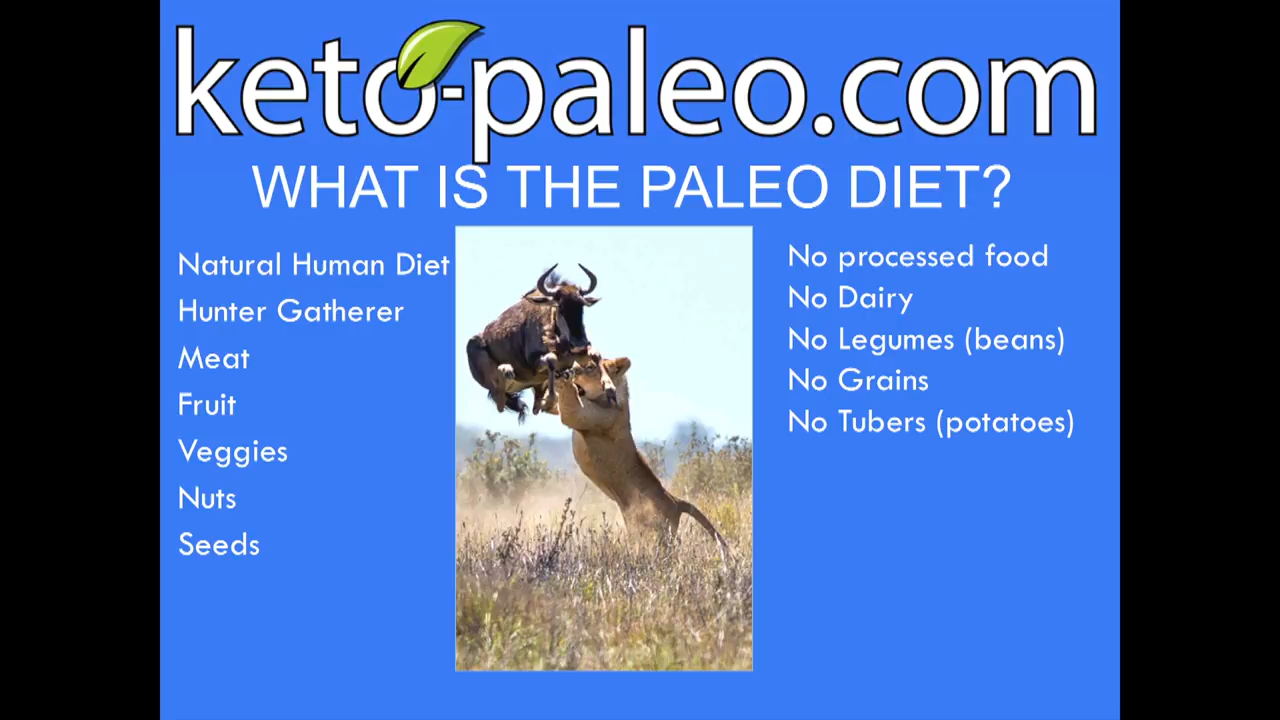 keto-paleo.com
WHAT IS THE PALEO DIET?
Natural Human Diet
Hunter Gatherer
Meat
Fruit
Veggies
Nuts
Seeds
No processed food
No Dairy
No Legumes (beans)
No Grains
No Tubers (potatoes)